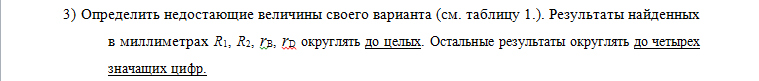 3) Определить недостающие величины своего варианта (см. таблицу 1.). Результаты найденных
в миллиметрах R₁, R₂, rB, rD округлять до целых. Остальные результаты округлять до четырех
значащих цифр.